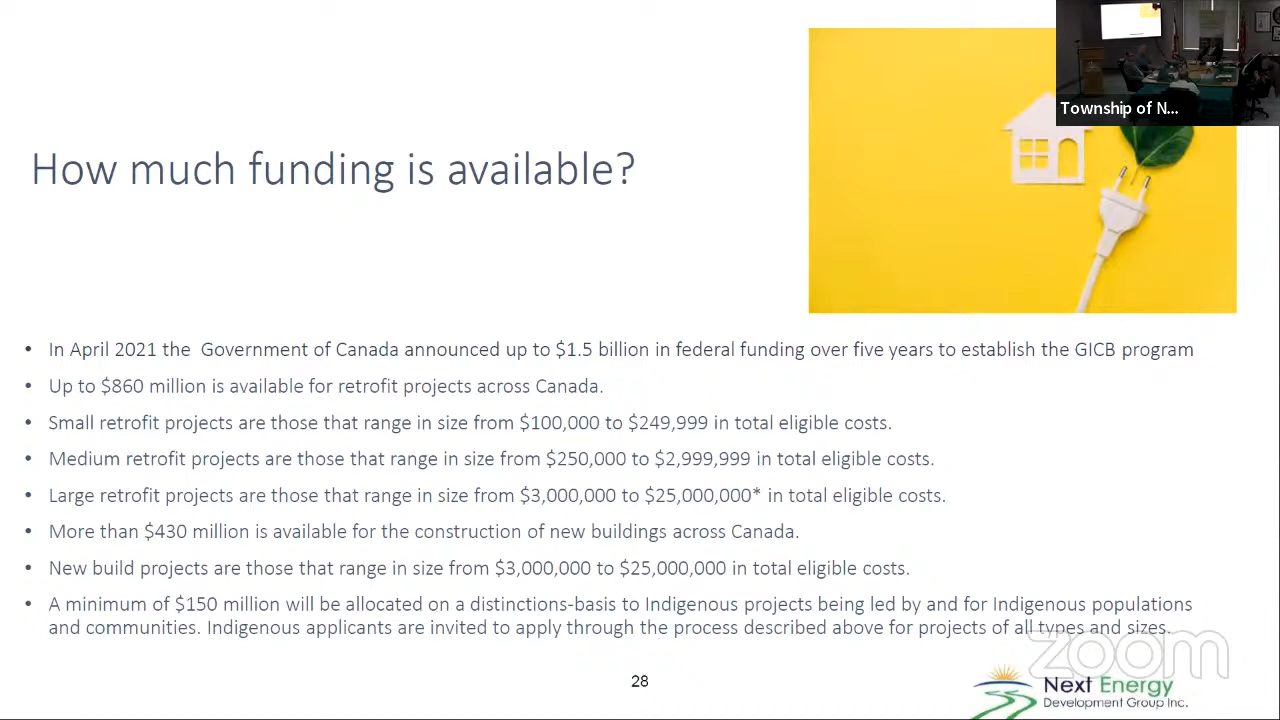 Township of N...
How much funding is available?
• In April 2021 the  Government of Canada announced up to $1.5 billion in federal funding over five years to establish the GICB program
• Up to $860 million is available for retrofit projects across Canada.
• Small retrofit projects are those that range in size from $100,000 to $249,999 in total eligible costs.
• Medium retrofit projects are those that range in size from $250,000 to $2,999,999 in total eligible costs.
• Large retrofit projects are those that range in size from $3,000,000 to $25,000,000* in total eligible costs.
• More than $430 million is available for the construction of new buildings across Canada.
• New build projects are those that range in size from $3,000,000 to $25,000,000 in total eligible costs.
• A minimum of $150 million will be allocated on a distinctions-basis to Indigenous projects being led by and for Indigenous populations
and communities. Indigenous applicants are invited to apply through the process described above for projects of all types and sizes.
zoom
28
Next Energy
Development Group Inc.